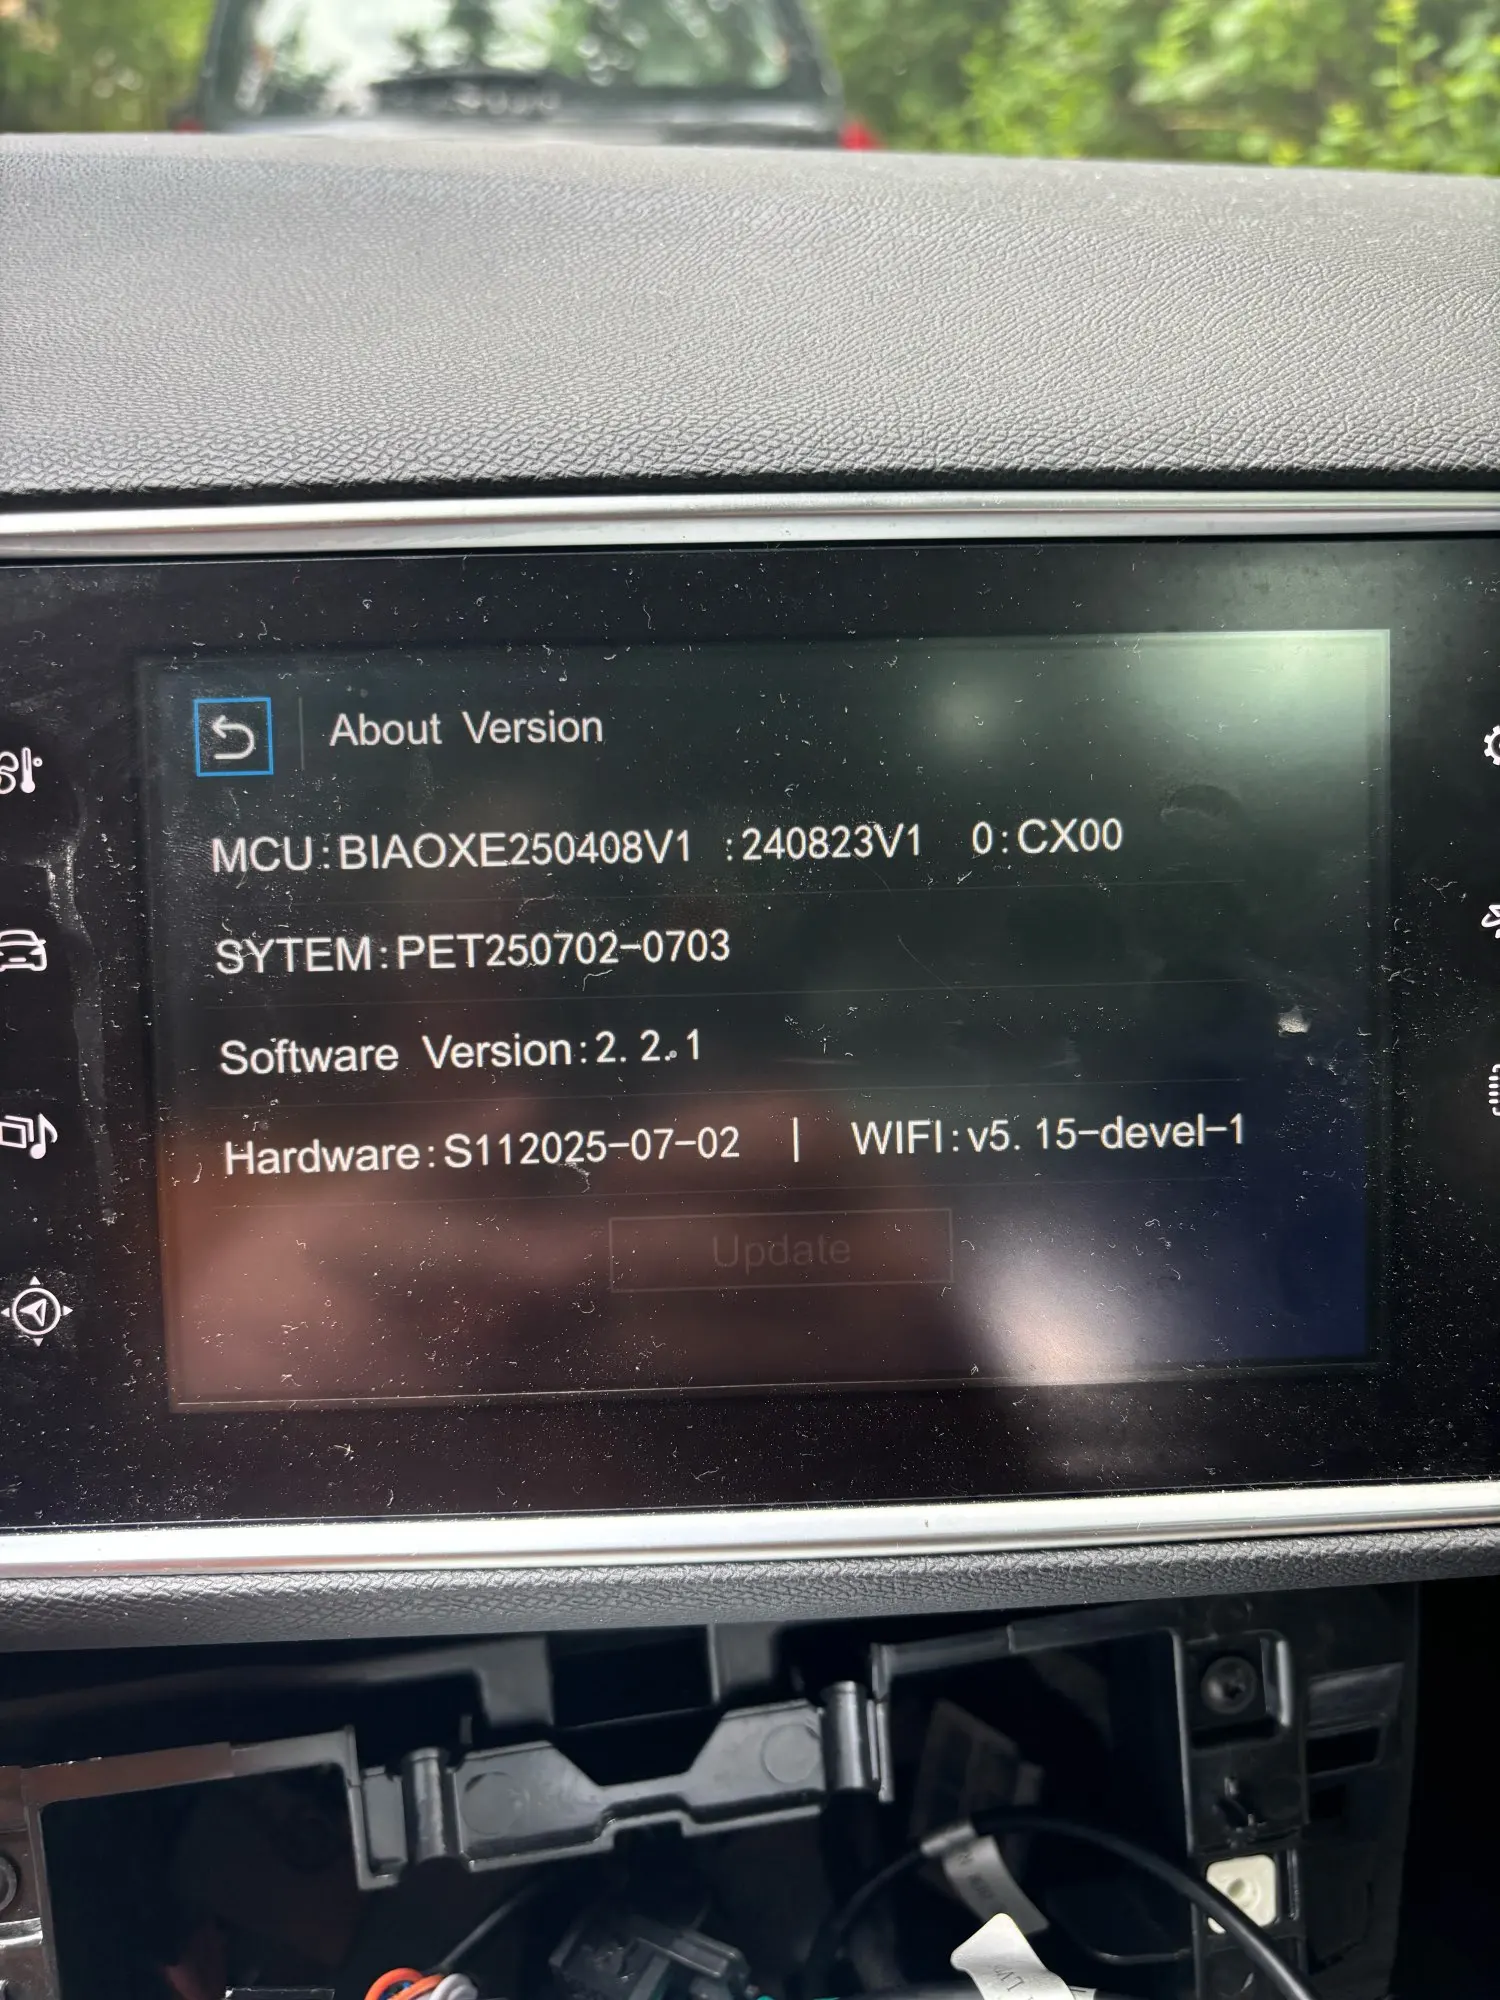 About Version
MCU:BIAOXE250408V1 :240823V1 0:CX00
SYTEM:PET250702-0703
Software Version:2.2.1
Hardware:S112025-07-02 | WIFI:v5.15-devel-1
Update